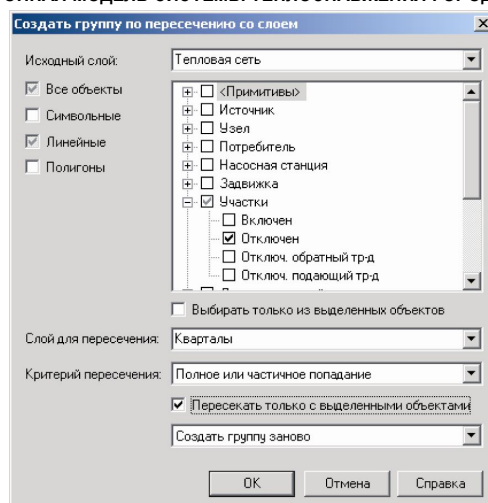 Создать группу по пересечению со слоем
Исходный слой:
Тепловая сеть
Все объекты
Символьные
Линейные
Полигоны
<Примитивы>
Источник
Узел
Потребитель
Насосная станция
Задвижка
Участки
Включен
Отключен
Отключ. обратный тр-д
Отключ. подающий тр-д
Выбирать только из выделенных объектов
Слой для пересечения:
Кварталы
Критерий пересечения:
Полное или частичное попадание
Пересекать только с выделенными объектами
Создать группу заново
OK
Отмена
Справка